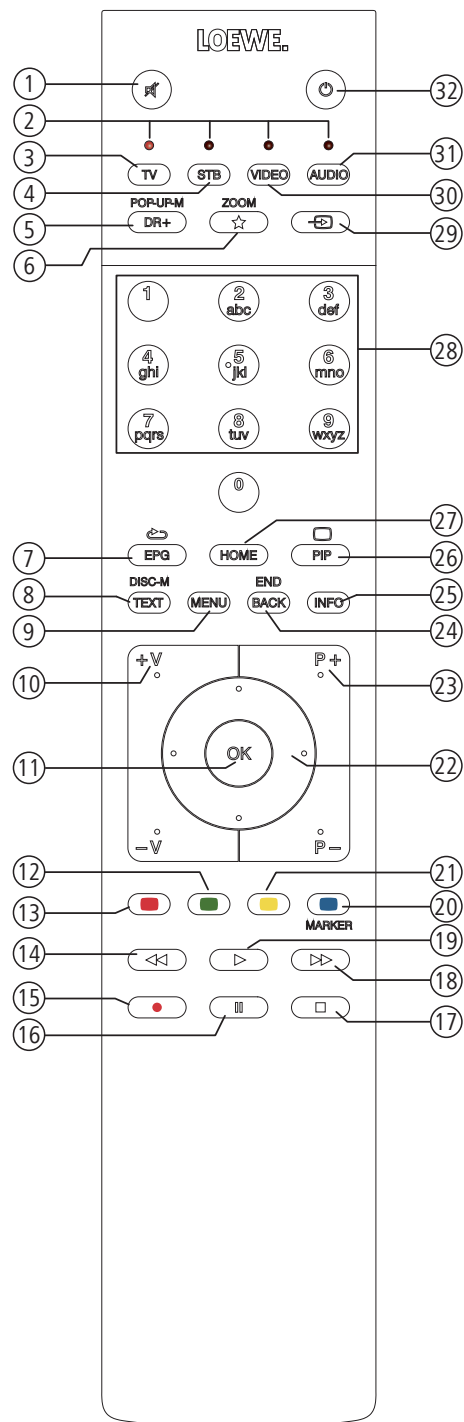 LOEWE.
1 32
2
3 TV STB VIDEO AUDIO 31
4 30
POP-UP-M ZOOM
5 DR+ 29
6
1 2 3
abc def
4 5 6 28
ghi jkl mno
7 8 9
pqrs tuv wxyz
0
27
7 EPG HOME PIP 26
DISC-M END
8 TEXT MENU BACK INFO 25
9 24
+V P+
10 23
11 OK 22
-V P-
12 21
13 20
MARKER
14 19
18
15
16 17